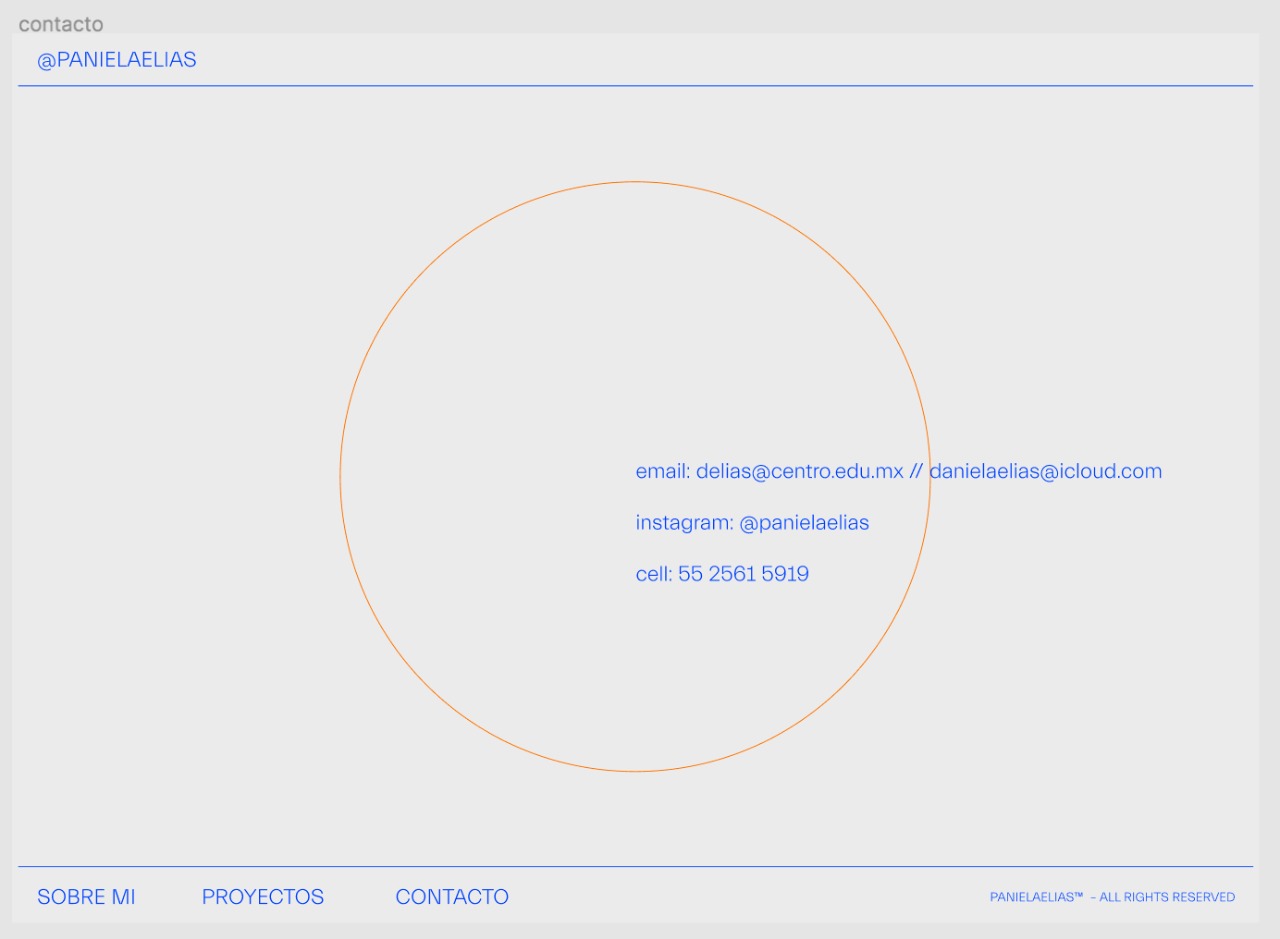 contacto
@PANIELAELIAS
email: delias@centro.edu.mx // danielaelias@icloud.com
instagram: @panielaelias
cell: 55 2561 5919
SOBRE MI PROYECTOS CONTACTO PANIELAELIAS™ – ALL RIGHTS RESERVED